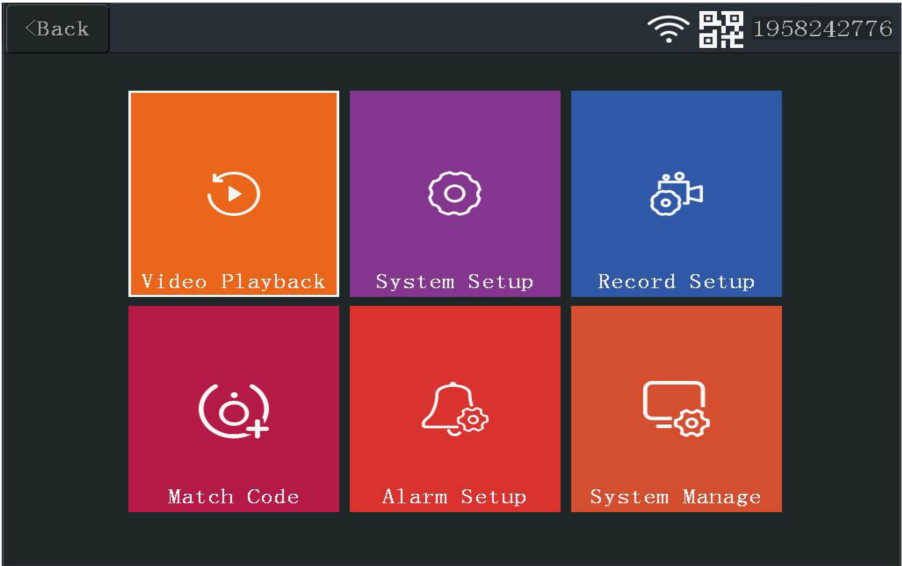 <Back
1958242776
Video Playback
System Setup
Record Setup
Match Code
Alarm Setup
System Manage